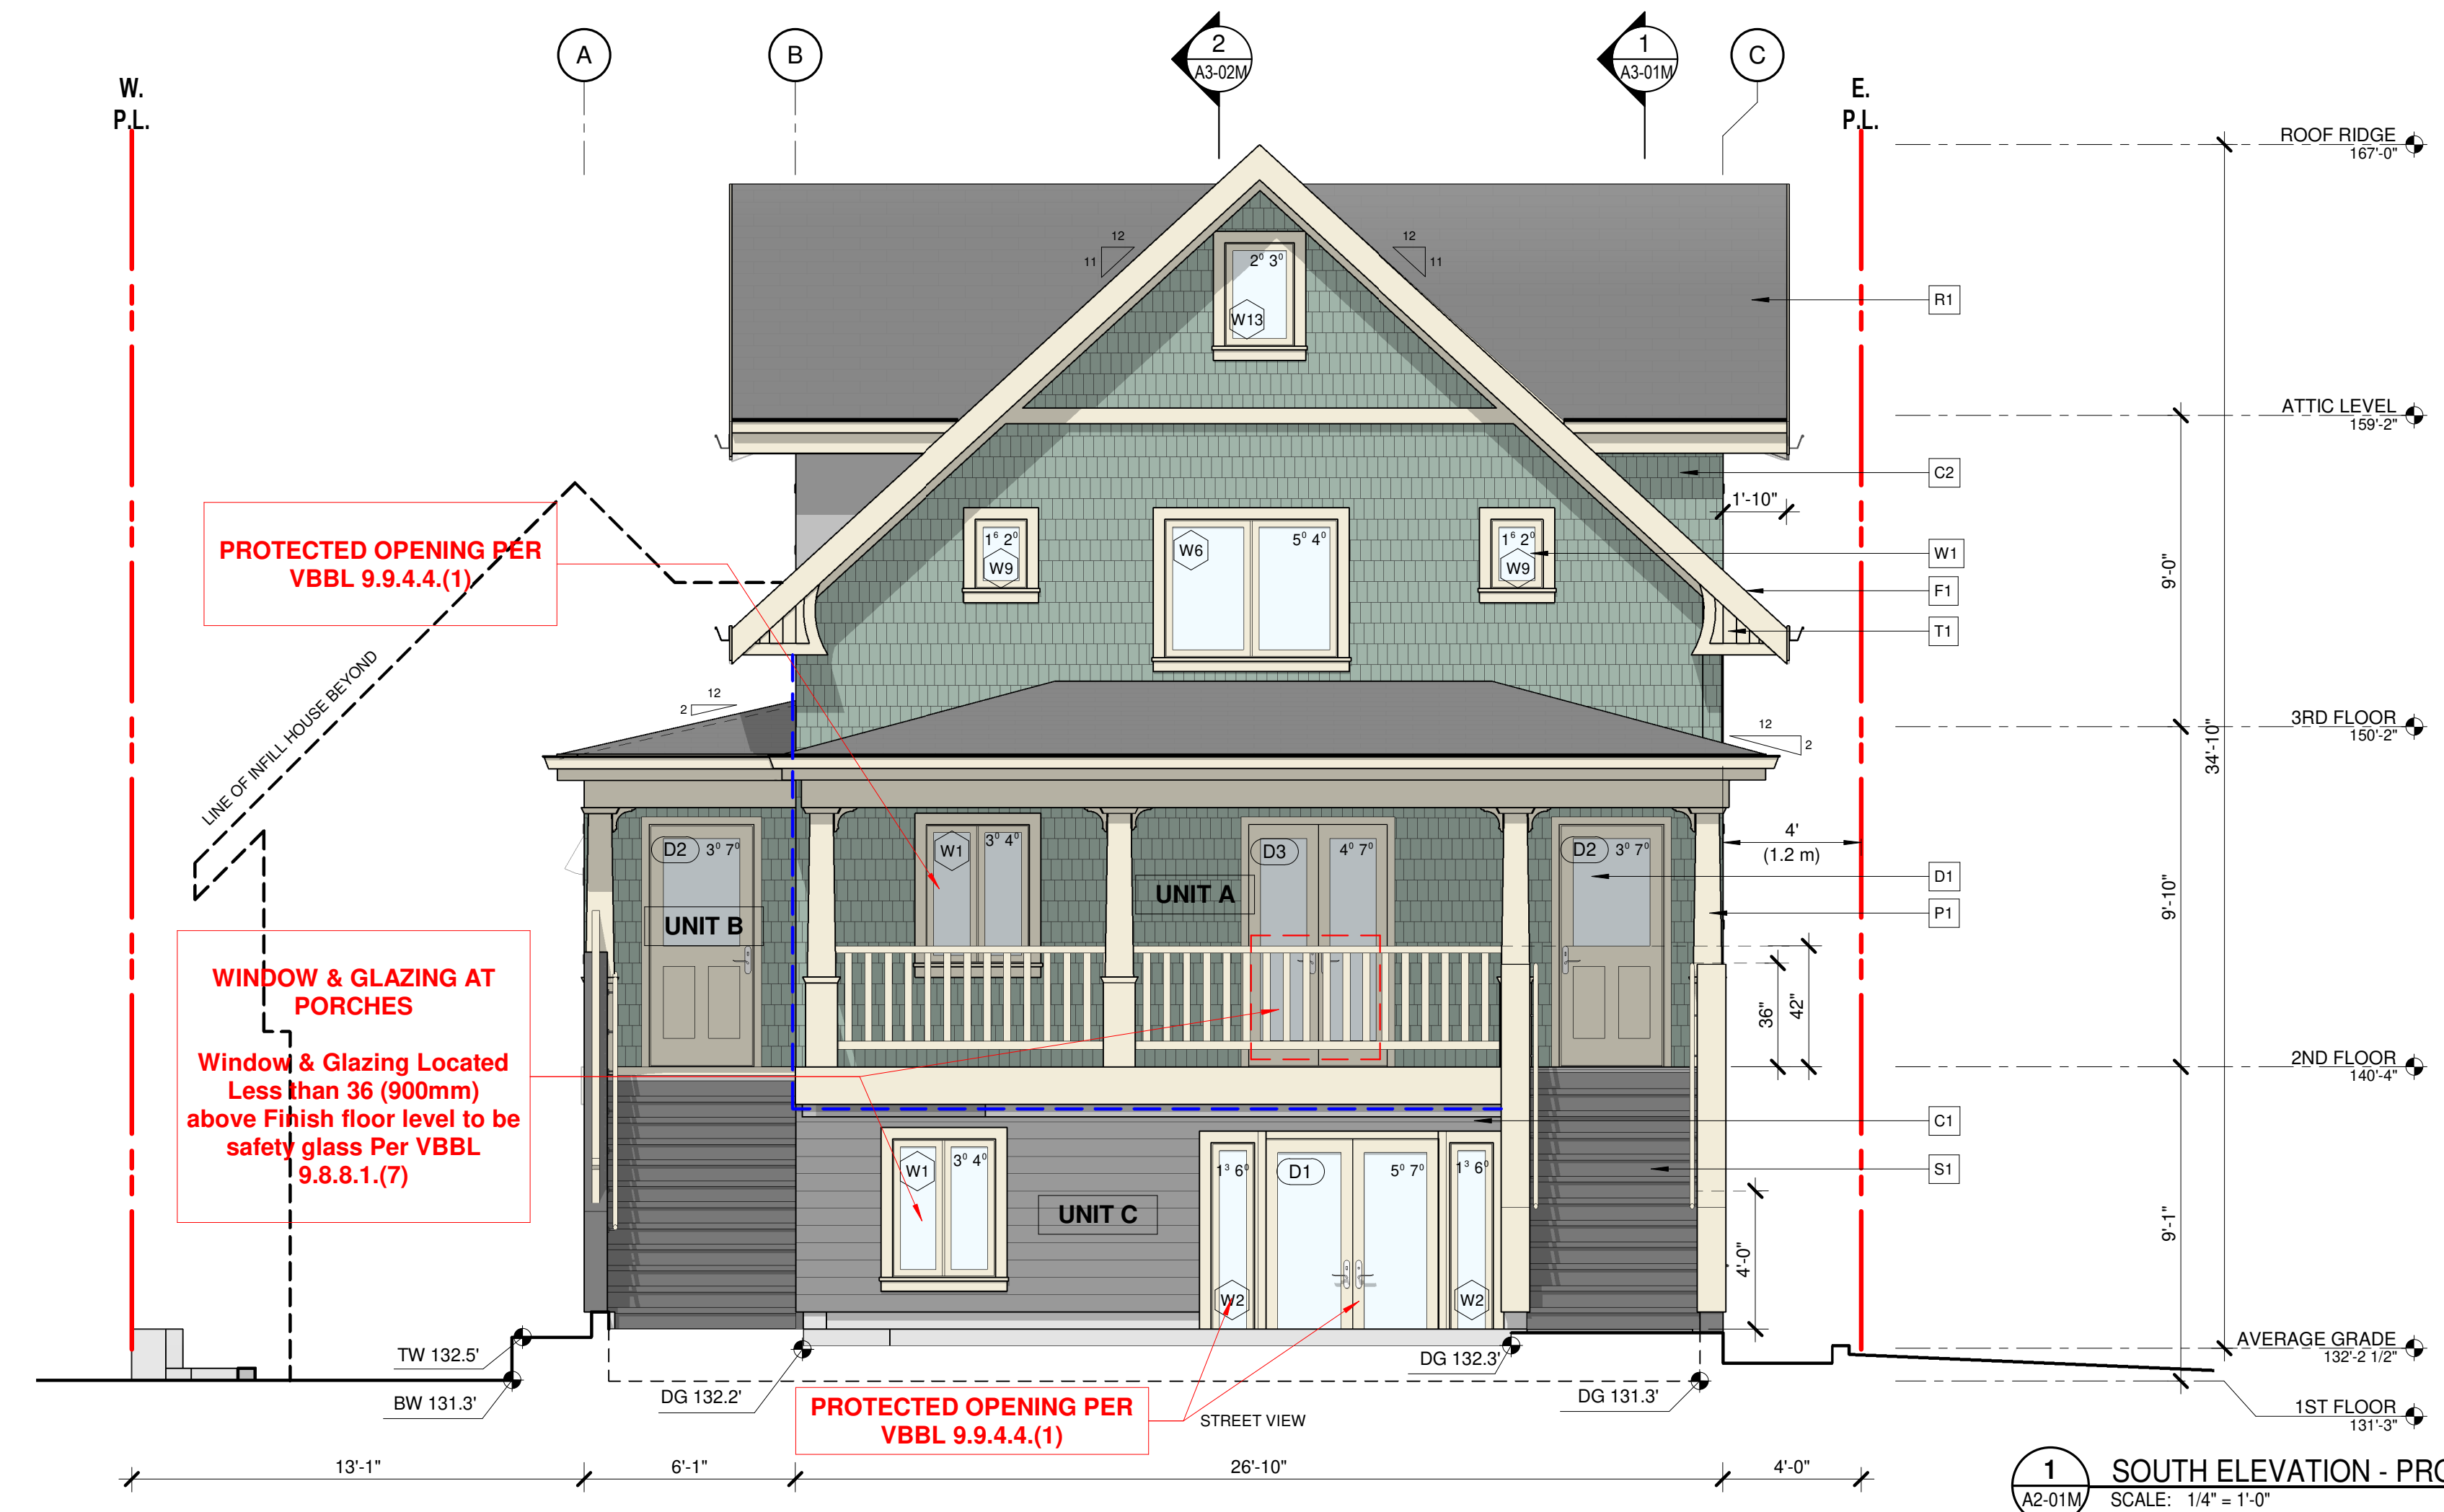 A
B
2
A3-02M
1
A3-01M
C
W.
P.L.
E.
P.L.
ROOF RIDGE
167'-0"
12
11
12
11
2⁰ 3⁰
W13
R1
ATTIC LEVEL
159'-2"
C2
1'-10"
PROTECTED OPENING PER
VBBL 9.9.4.4.(1)
1⁶ 2⁰
W9
W6
5⁰ 4⁰
1⁶ 2⁰
W9
W1
F1
T1
9'-0"
LINE OF INFILL HOUSE BEYOND
12
2
12
2
3RD FLOOR
150'-2"
34'-10"
D2
3⁰ 7⁰
W1
3⁰ 4⁰
D3
4⁰ 7⁰
D2
3⁰ 7⁰
4'
(1.2 m)
UNIT B
UNIT A
D1
P1
9'-10"
WINDOW & GLAZING AT
PORCHES
Window & Glazing Located
Less than 36 (900mm)
above Finish floor level to be
safety glass Per VBBL
9.8.8.1.(7)
36"
42"
2ND FLOOR
140'-4"
C1
W1
3⁰ 4⁰
1³ 6⁰
D1
5⁰ 7⁰
1³ 6⁰
S1
UNIT C
4'-0"
9'-1"
W2
W2
TW 132.5'
BW 131.3'
DG 132.2'
DG 132.3'
DG 131.3'
AVERAGE GRADE
132'-2 1/2"
1ST FLOOR
131'-3"
PROTECTED OPENING PER
VBBL 9.9.4.4.(1)
STREET VIEW
13'-1"
6'-1"
26'-10"
4'-0"
1
A2-01M
SOUTH ELEVATION - PRO
SCALE: 1/4" = 1'-0"